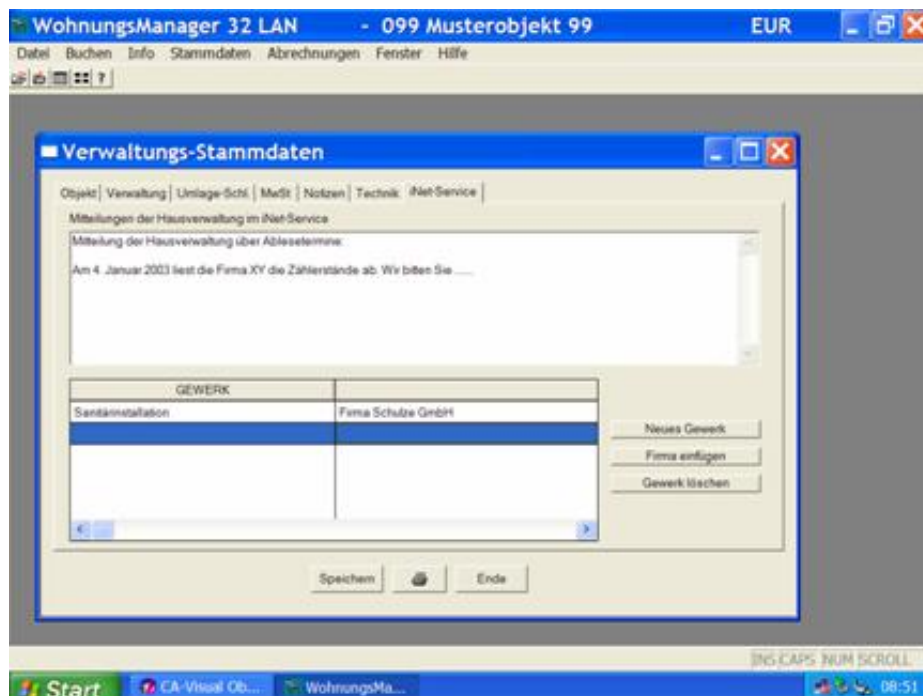 WohnungsManager 32 LAN - 099 Musterobjekt 99 EUR
Datei Buchen Info Stammdaten Abrechnungen Fenster Hilfe
?
Verwaltungs-Stammdaten
Objekt Verwaltung Umlage-Schl. MwSt Notizen Technik iNet-Service
Mitteilungen der Hausverwaltung im iNet-Service
Mitteilung der Hausverwaltung über Ablesetermine:
Am 4. Januar 2003 liest die Firma XY die Zählerstände ab. Wir bitten Sie ......
GEWERK
Sanitärinstallation Firma Schulze GmbH
Neues Gewerk
Firma einfügen
Gewerk löschen
Speichern Ende
INS CAPS NUM SCROLL
Start CA-Visual Ob... WohnungsMa... 08:51